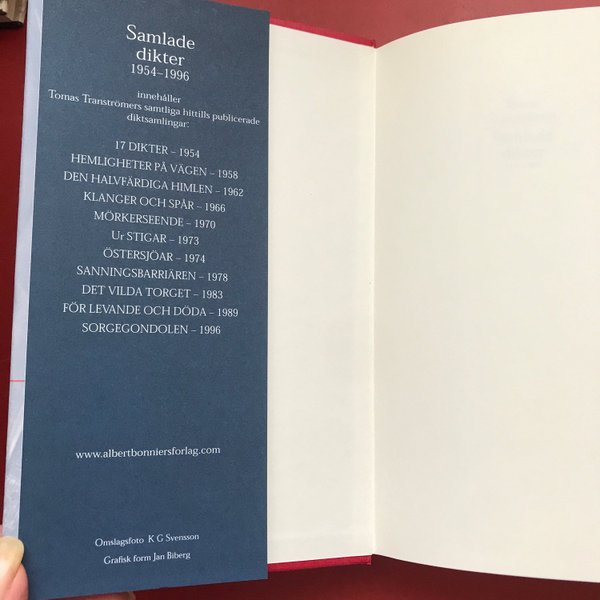 Samlade
dikter
1954–1996
innehåller
Tomas Tranströmers samtliga hittills publicerade
diktsamlingar:
17 DIKTER – 1954
HEMLIGHETER PÅ VÄGEN – 1958
DEN HALVFÄRDIGA HIMLEN – 1962
KLANGER OCH SPÅR – 1966
MÖRKERSEENDE – 1970
Ur STIGAR – 1973
ÖSTERSJÖAR – 1974
SANNINGSBARRIÄREN – 1978
DET VILDA TORGET – 1983
FÖR LEVANDE OCH DÖDA – 1989
SORGEGONDOLEN – 1996
www.albertbonniersforlag.com
Omslagsfoto K G Svensson
Grafisk form Jan Biberg